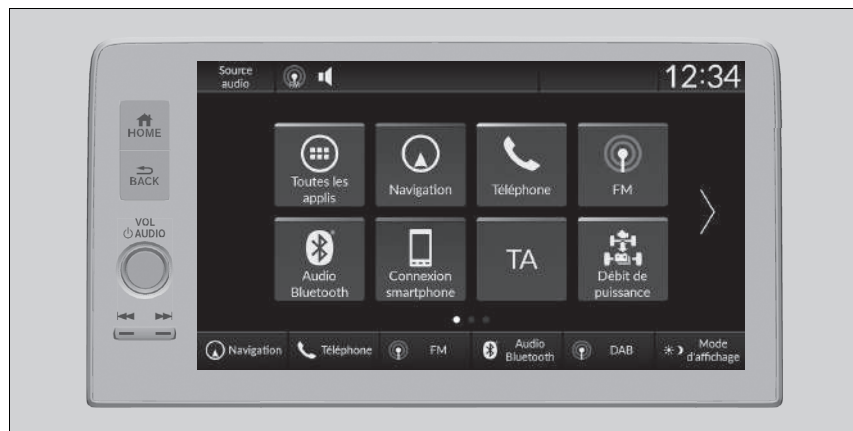 Source
audio
FM
12:34
HOME
BACK
VOL
AUDIO
Toutes les
applis
Navigation
Téléphone
FM
Audio
Bluetooth
Connexion
smartphone
TA
Débit de
puissance
Navigation
Téléphone
FM
Audio
Bluetooth
DAB
Mode
d'affichage